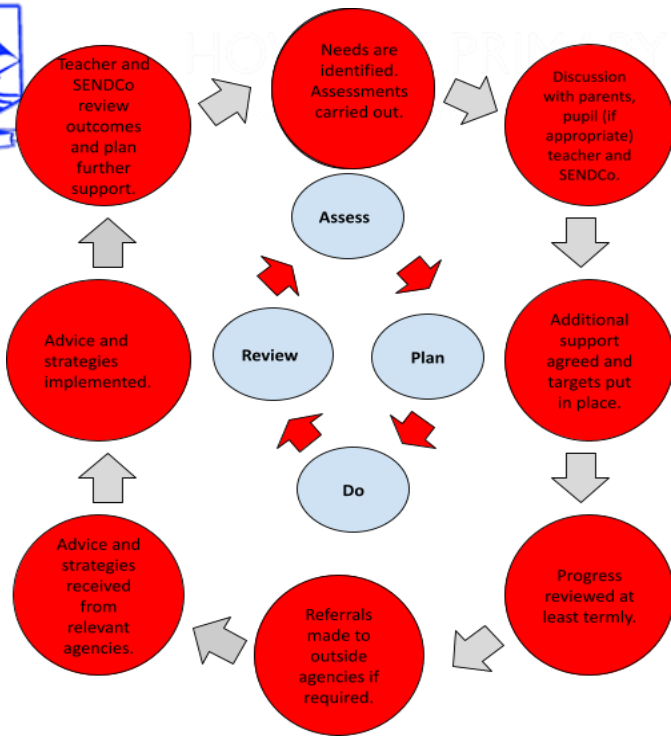 HO PRIMARY
Needs are
identified.
Assessments
carried out.
Discussion
with parents,
pupil (if
appropriate)
teacher and
SENDCo.
Additional
support
agreed and
targets put
in place.
Progress
reviewed at
least termly.
Referrals
made to
outside
agencies if
required.
Advice and
strategies
received
from
relevant
agencies.
Advice and
strategies
implemented.
Teacher and
SENDCo
review
outcomes
and plan
further
support.
Assess
Plan
Do
Review